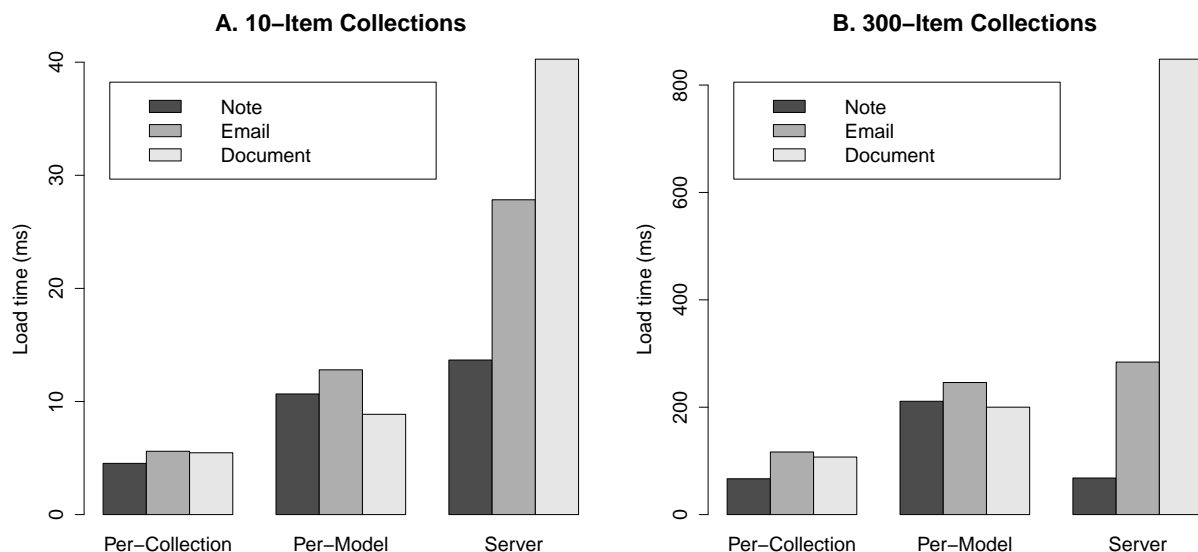 A. 10−Item Collections
Load time (ms)
0
10
20
30
40
Note
Email
Document
Per−Collection
Per−Model
Server
B. 300−Item Collections
Load time (ms)
0
200
400
600
800
Note
Email
Document
Per−Collection
Per−Model
Server